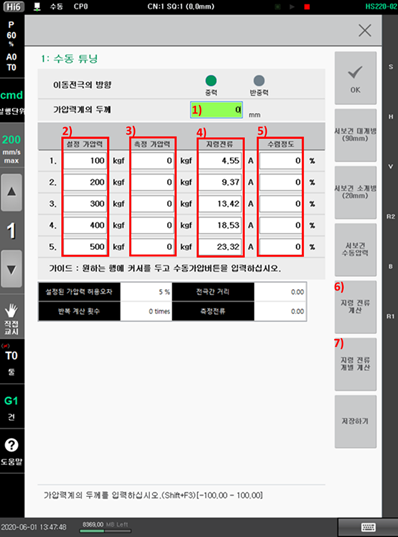 Hi6 수동 CP0 CN:1 SQ:1 (0.0mm) HS220-02
P
60
%
A0
T0
cmd
실행단위
200
mm/s
max
1
직접
교시
T0
툴
G1
건
도움말
1: 수동 튜닝
이동전극의 방향 중력 반중력
가압력계의 두께 1) 0 mm
2) 3) 4) 5)
설정 가압력 측정 가압력 지령전류 수렴정도
1. 100 kgf 0 kgf 4.55 A 0 %
2. 200 kgf 0 kgf 9.37 A 0 %
3. 300 kgf 0 kgf 13.42 A 0 %
4. 400 kgf 0 kgf 18.53 A 0 %
5. 500 kgf 0 kgf 23.32 A 0 %
가이드 : 원하는 행에 커서를 두고 수동가압버튼을 입력하십시오.
설정된 가압력 허용오차 5 % 전극간 거리 0.00
반복 계산 횟수 0 times 측정전류 0.00
OK
서보건 대개방
(90mm)
서보건 소개방
(20mm)
서보건
수동압력
6)
지령 전류
계산
7)
지령 전류
개별 계산
저장하기
S
H
V
R2
B
R1
가압력계의 두께를 입력하십시오.(Shift+F3)[-100.00 - 100.00]
2020-06-01 13:47:48 8369.00 MB Left